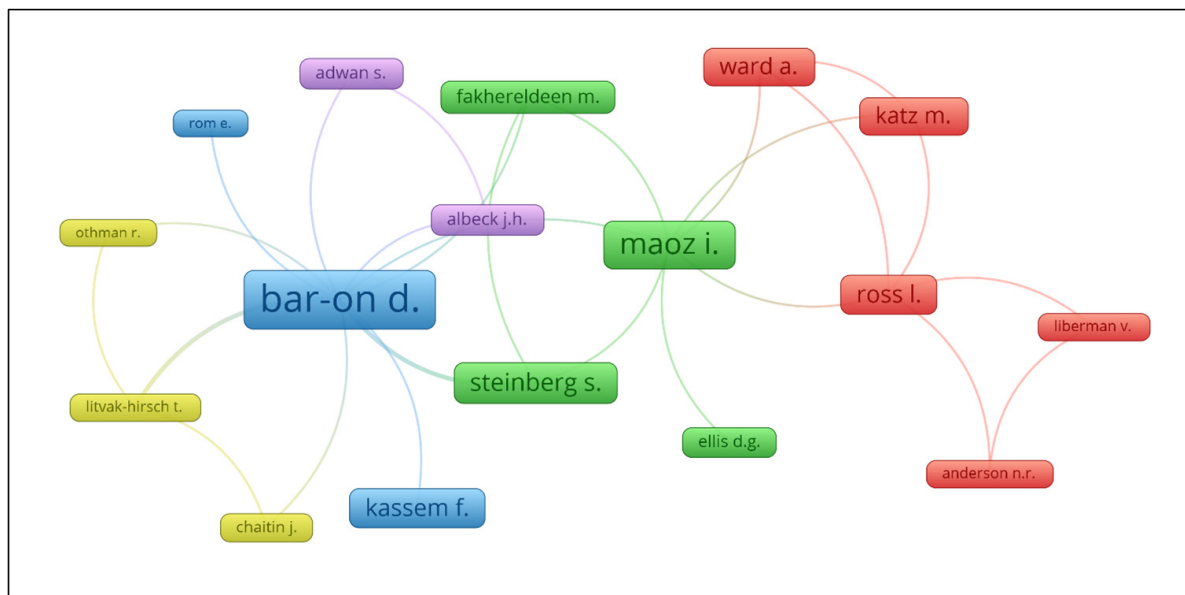 ward a.
adwan s.
fakhereldeen m.
katz m.
rom e.
albeck j.h.
othman r.
maoz i.
bar-on d.
ross l.
liberman v.
steinberg s.
litvak-hirsch t.
ellis d.g.
anderson n.r.
kassem f.
chaitin j.